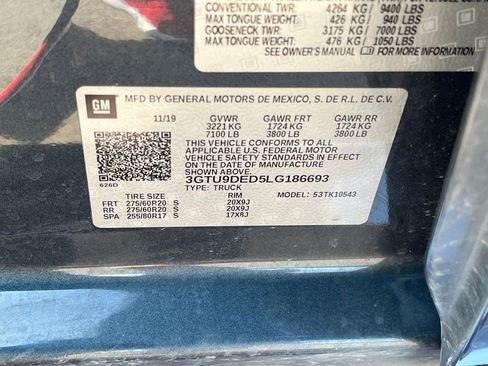 CONVENTIONAL TWR: 4264 KG/ 9400 LBS
MAX TONGUE WEIGHT: 426 KG/ 940 LBS
GOOSENECK TWR: 3175 KG/ 7000 LBS
MAX TONGUE WEIGHT: 476 KG/ 1050 LBS
SEE OWNER'S MANUAL FOR MORE INFORMATION
GM
MFD BY GENERAL MOTORS DE MEXICO, S. DE R.L. DE C.V.
11/19 GVWR GAWR FRT GAWR RR
3221 KG 1724 KG 1724 KG
7100 LB 3800 LB 3800 LB
THIS VEHICLE CONFORMS TO ALL
APPLICABLE U.S. FEDERAL MOTOR
VEHICLE SAFETY STANDARDS IN
EFFECT ON THE DATE OF
MANUFACTURE SHOWN ABOVE.
3GTU9DED5LG186693
626D TYPE: TRUCK MODEL: 53TK10543
TIRE SIZE RIM
FRT 275/60R20 S 20X9J
RR 275/60R20 S 20X9J
SPA 255/80R17 S 17X8J